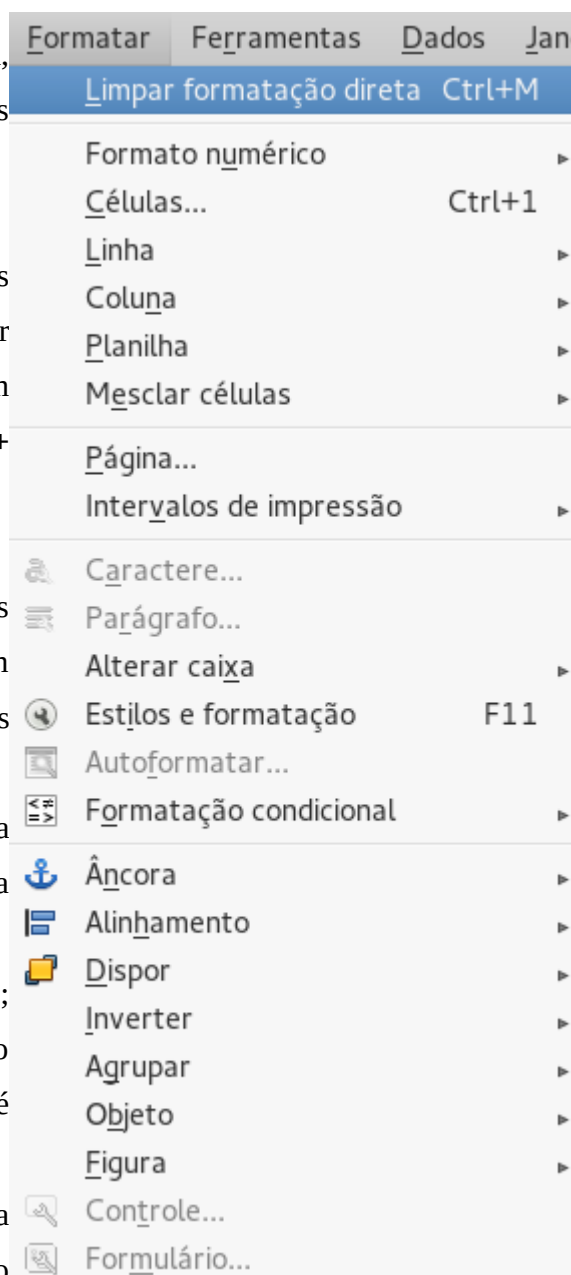 Formatar Ferramentas Dados Jan
Limpar formatação direta Ctrl+M
Formato numérico
Células... Ctrl+1
Linha
Coluna
Planilha
Mesclar células
Página...
Intervalos de impressão
Caractere...
Parágrafo...
Alterar caixa
Estilos e formatação F11
Autoformatar...
Formatação condicional
Âncora
Alinhamento
Dispor
Inverter
Agrupar
Objeto
Figura
Controle...
Formulário...